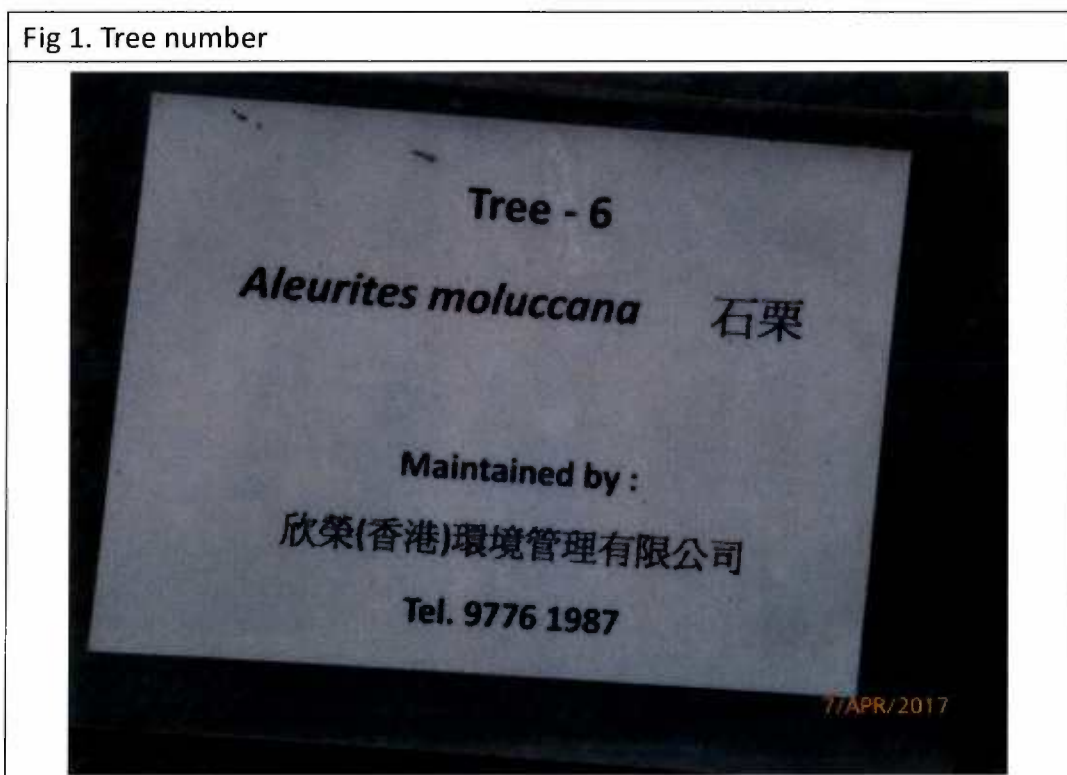 Fig 1. Tree number
Tree - 6
Aleurites moluccana 石栗
Maintained by :
欣榮(香港)環境管理有限公司
Tel. 9776 1987
7/APR/2017